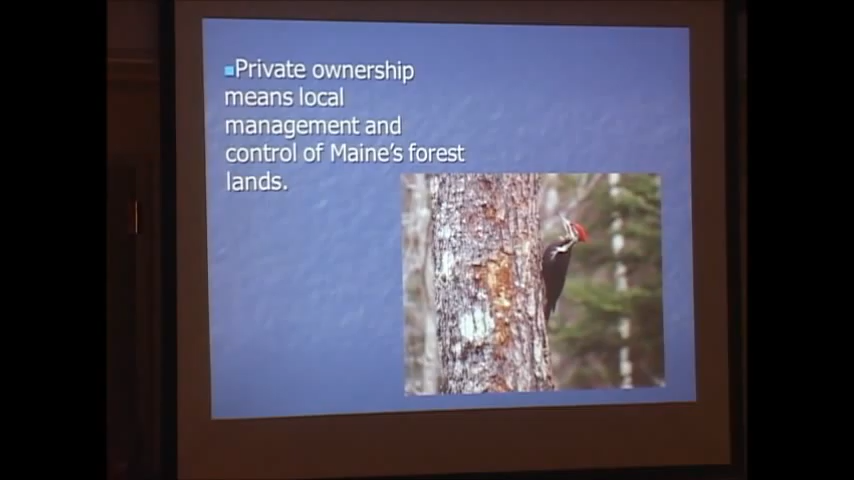 Private ownership
means local
management and
control of Maine's forest
lands.